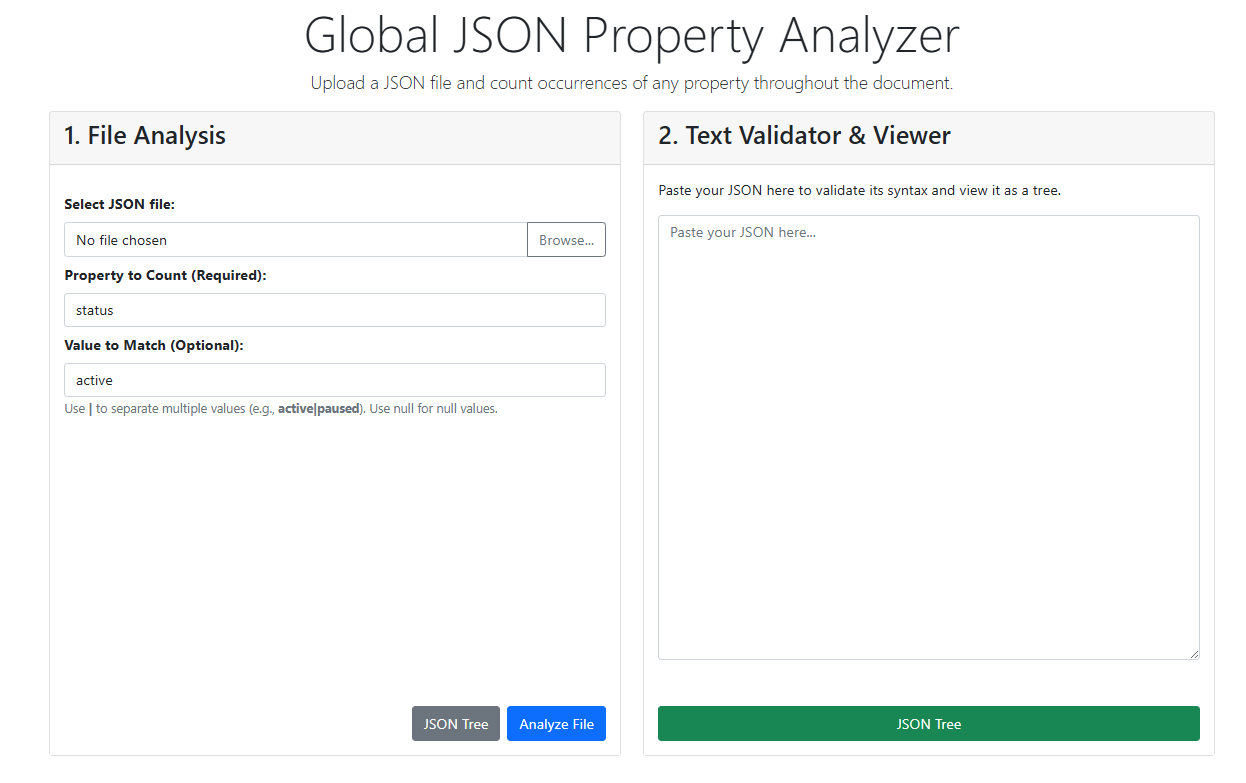 Global JSON Property Analyzer
Upload a JSON file and count occurrences of any property throughout the document.
1. File Analysis
Select JSON file:
No file chosen
Browse...
Property to Count (Required):
status
Value to Match (Optional):
active
Use | to separate multiple values (e.g., active|paused). Use null for null values.
JSON Tree
Analyze File
2. Text Validator & Viewer
Paste your JSON here to validate its syntax and view it as a tree.
Paste your JSON here...
JSON Tree